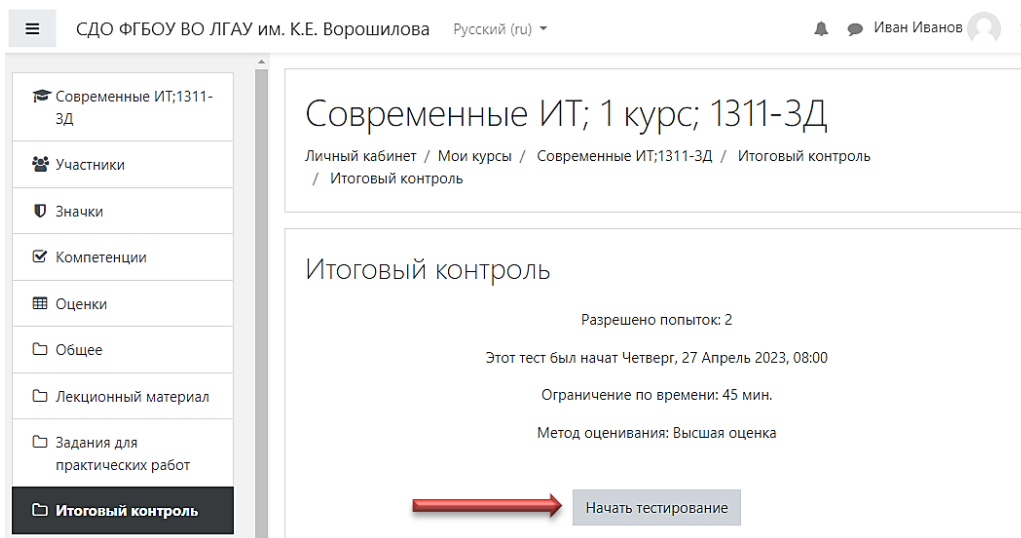 СДО ФГБОУ ВО ЛГАУ им. К.Е. Ворошилова Русский (ru) Иван Иванов
Современные ИТ;1311-
ЗД
Участники
Значки
Компетенции
Оценки
Общее
Лекционный материал
Задания для
практических работ
Итоговый контроль
Современные ИТ; 1 курс; 1311-ЗД
Личный кабинет / Мои курсы / Современные ИТ;1311-ЗД / Итоговый контроль
/ Итоговый контроль
Итоговый контроль
Разрешено попыток: 2
Этот тест был начат Четверг, 27 Апрель 2023, 08:00
Ограничение по времени: 45 мин.
Метод оценивания: Высшая оценка
Начать тестирование